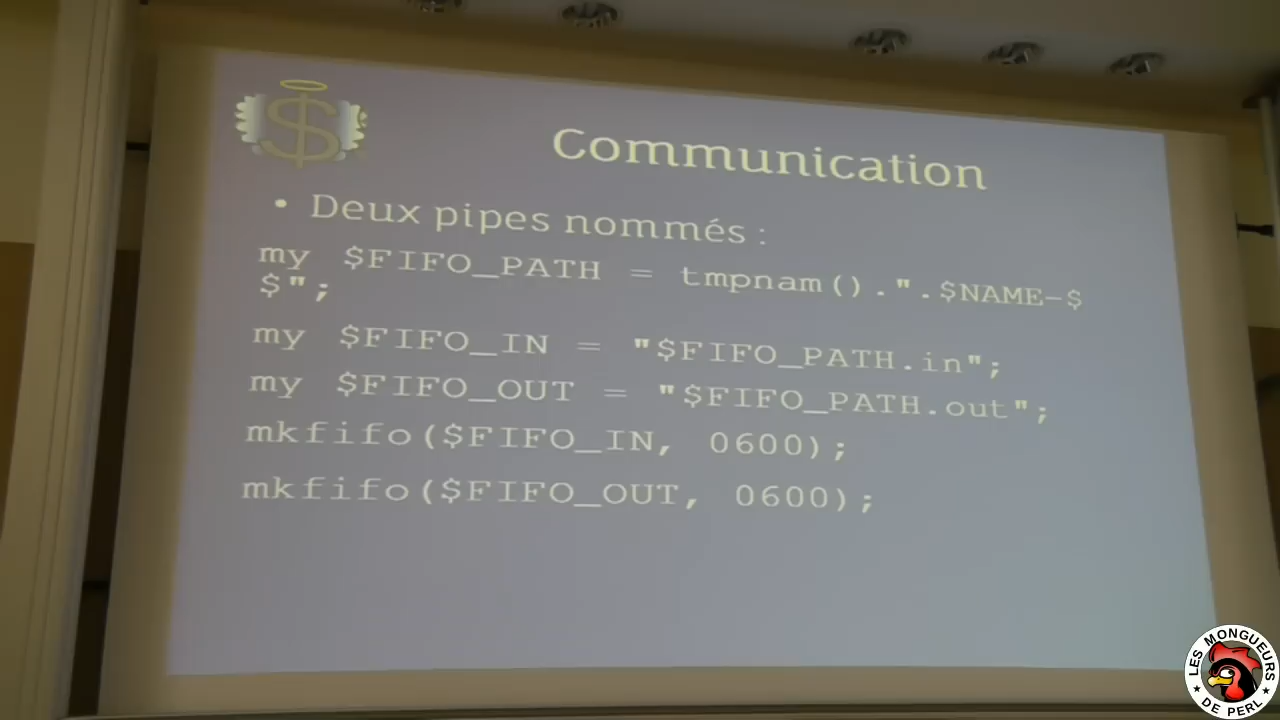 Communication
• Deux pipes nommés :
my $FIFO_PATH = tmpnam().".$NAME-$
$";
my $FIFO_IN = "$FIFO_PATH.in";
my $FIFO_OUT = "$FIFO_PATH.out";
mkfifo($FIFO_IN, 0600);
mkfifo($FIFO_OUT, 0600);
LES MONGUEURS
DE PERL